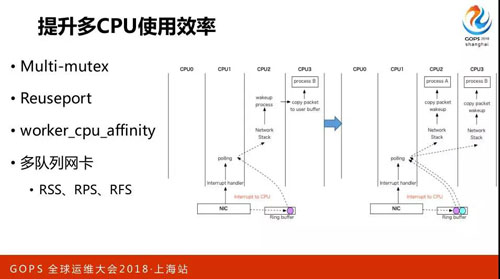 提升多CPU使用效率
GOPS 2018
shanghai
• Multi-mutex
• Reuseport
• worker_cpu_affinity
• 多队列网卡
• RSS、RPS、RFS
CPU0 CPU1 CPU2 CPU3
process B
wakeup
process
copy packet
to user buffer
Network
Stack
polling
Interrupt handler
Interrupt to CPU
NIC
Ring buffer
CPU0 CPU1 CPU2 CPU3
process A
process B
copy packet
wakeup
copy packet
wakeup
Network
Stack
Network
Stack
polling
Interrupt handler
Interrupt to CPU
NIC
Ring buffer
GOPS 全球运维大会2018·上海站